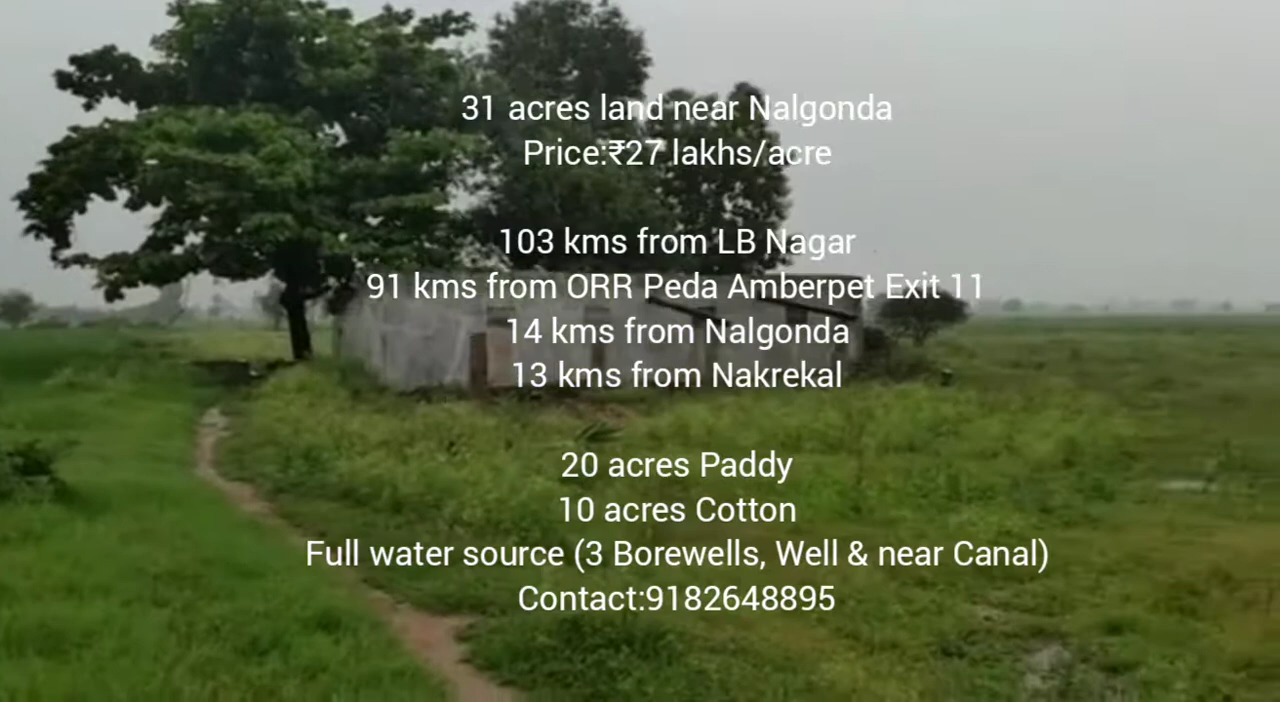 31 acres land near Nalgonda
Price:₹27 lakhs/acre
103 kms from LB Nagar
91 kms from ORR Peda Amberpet Exit 11
14 kms from Nalgonda
13 kms from Nakrekal
20 acres Paddy
10 acres Cotton
Full water source (3 Borewells, Well & near Canal)
Contact:9182648895